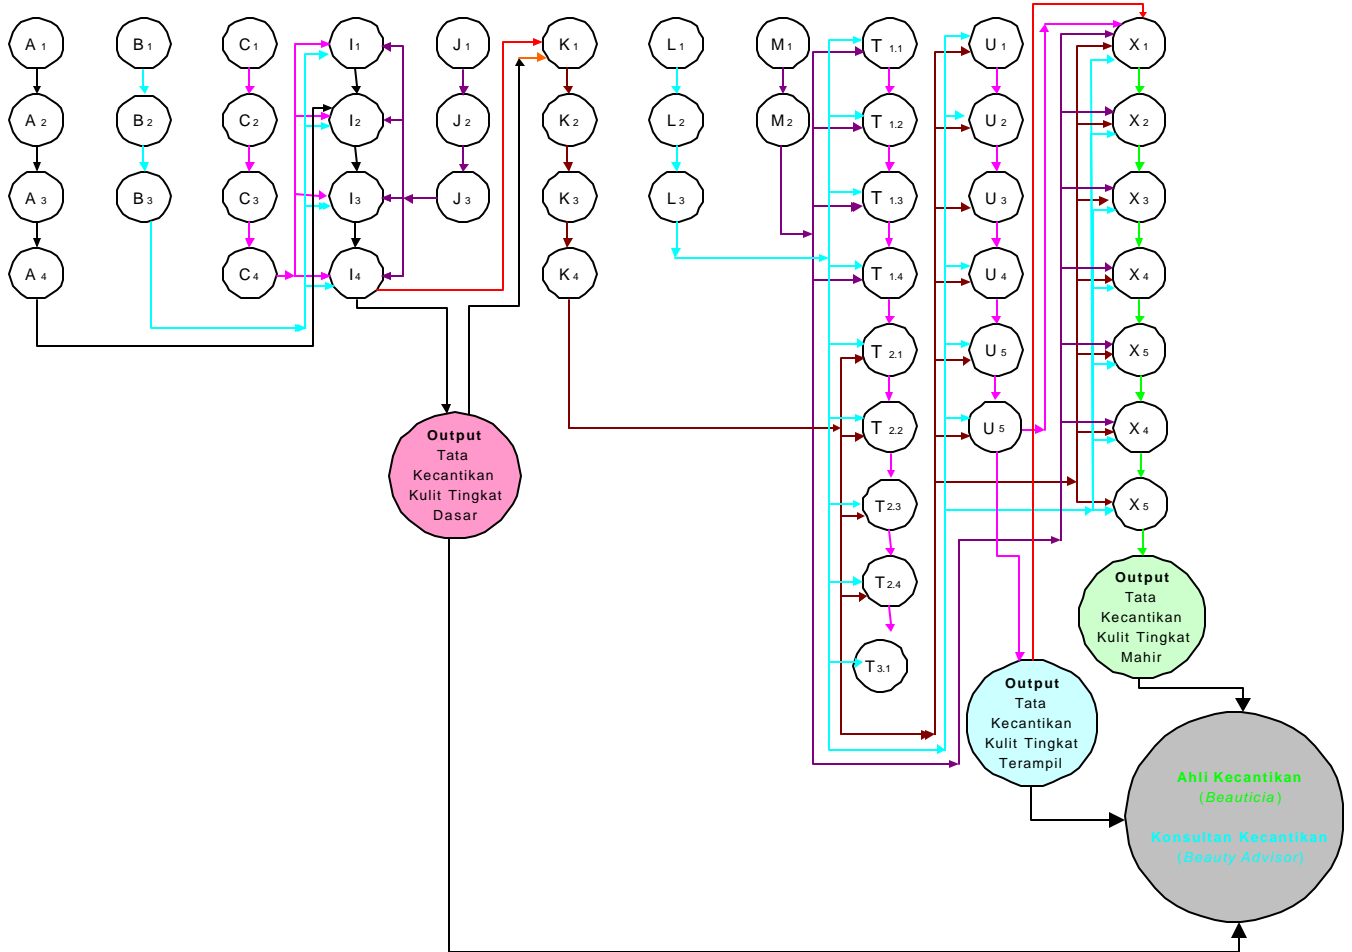 A 1
A 2
A 3
A 4
B 1
B 2
B 3
C 1
C 2
C 3
C 4
I 1
I 2
I 3
I 4
J 1
J 2
J 3
K 1
K 2
K 3
K 4
L 1
L 2
L 3
M 1
M 2
T 1.1
T 1.2
T 1.3
T 1.4
T 2.1
T 2.2
T 2.3
T 2.4
T 3.1
U 1
U 2
U 3
U 4
U 5
U 5
X 1
X 2
X 3
X 4
X 5
X 4
X 5
Output
Tata
Kecantikan
Kulit Tingkat
Dasar
Output
Tata
Kecantikan
Kulit Tingkat
Terampil
Output
Tata
Kecantikan
Kulit Tingkat
Mahir
Ahli Kecantikan
(Beauticia)
Konsultan Kecantikan
(Beauty Advisor)